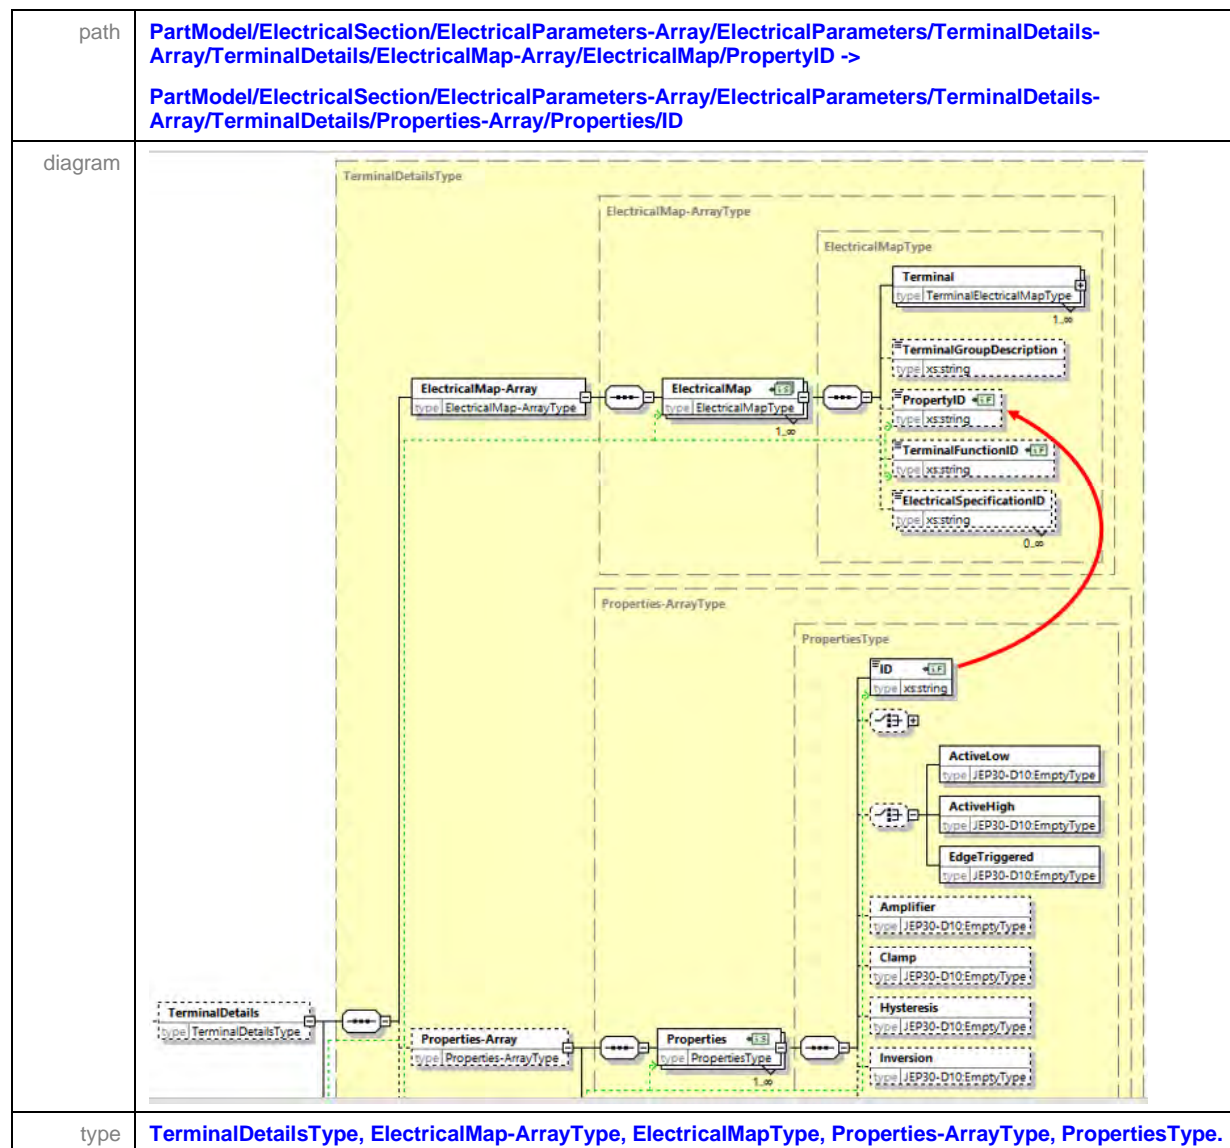 path
PartModel/ElectricalSection/ElectricalParameters-Array/ElectricalParameters/TerminalDetails-
Array/TerminalDetails/ElectricalMap-Array/ElectricalMap/PropertyID ->
PartModel/ElectricalSection/ElectricalParameters-Array/ElectricalParameters/TerminalDetails-
Array/TerminalDetails/Properties-Array/Properties/ID
diagram
TerminalDetailsType
ElectricalMap-ArrayType
ElectricalMapType
Terminal
type TerminalElectricalMapType
1..∞
TerminalGroupDescription
type xs:string
ElectricalMap-Array
type ElectricalMap-ArrayType
ElectricalMap
type ElectricalMapType
1..∞
PropertyID
type xs:string
TerminalFunctionID
type xs:string
ElectricalSpecificationID
type xs:string
0..∞
Properties-ArrayType
PropertiesType
ID
type xs:string
ActiveLow
type JEP30-D10:EmptyType
ActiveHigh
type JEP30-D10:EmptyType
EdgeTriggered
type JEP30-D10:EmptyType
Amplifier
type JEP30-D10:EmptyType
Clamp
type JEP30-D10:EmptyType
TerminalDetails
type TerminalDetailsType
Hysteresis
type JEP30-D10:EmptyType
Properties-Array
type Properties-ArrayType
Properties
type PropertiesType
1..∞
Inversion
type JEP30-D10:EmptyType
type
TerminalDetailsType, ElectricalMap-ArrayType, ElectricalMapType, Properties-ArrayType, PropertiesType